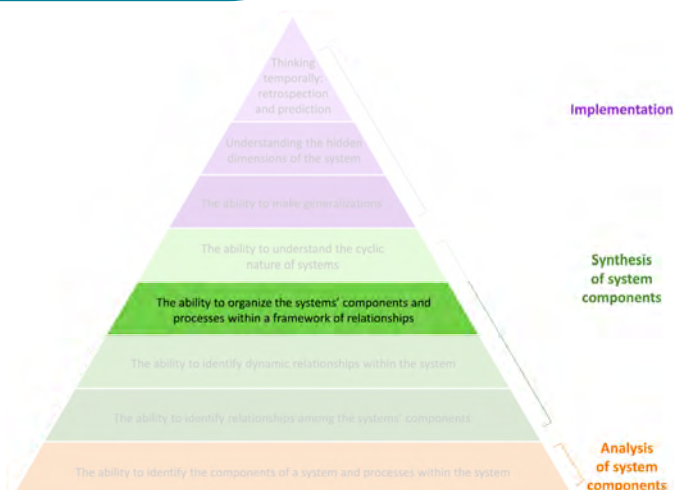 Thinking
temporally:
retrospection
and prediction
Implementation
Understanding the hidden
dimensions of the system
The ability to make generalizations
The ability to understand the cyclic
nature of systems
Synthesis
of system
components
The ability to organize the systems' components and
processes within a framework of relationships
The ability to identify dynamic relationships within the system
The ability to identify relationships among the systems' components
Analysis
of system
components
The ability to identify the components of a system and processes within the system